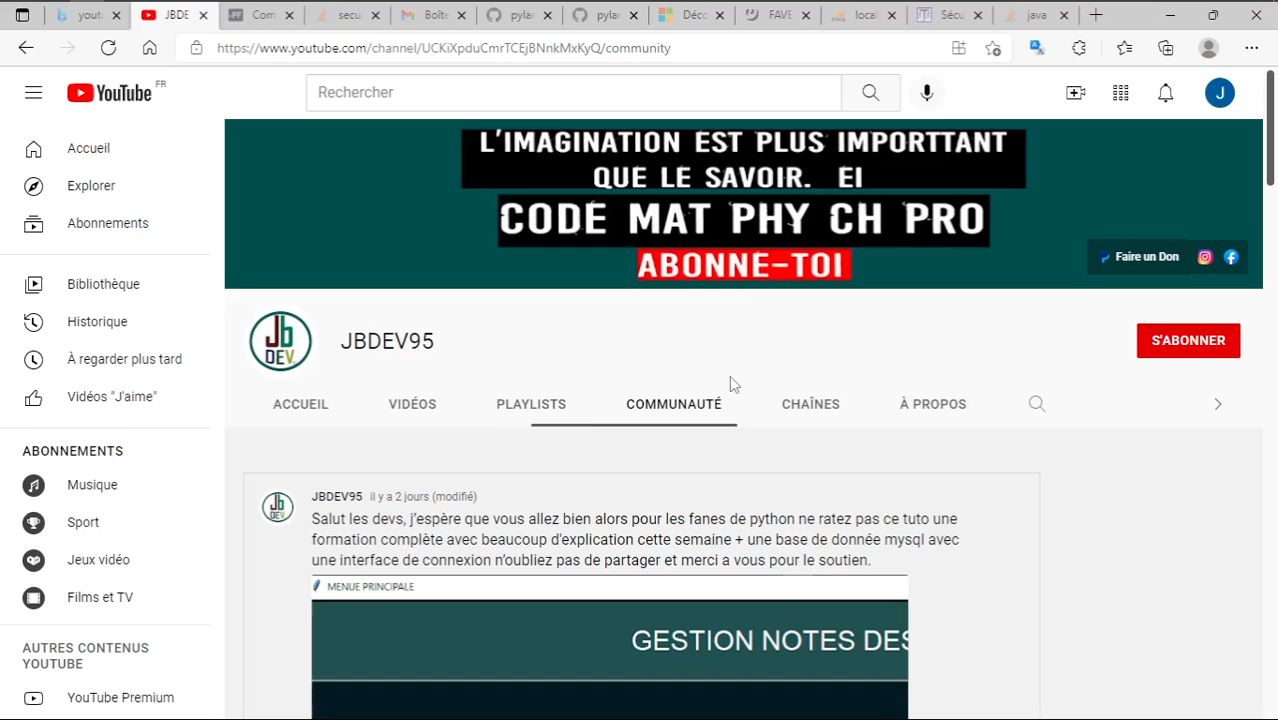 yout
JBDE
Com
secu
Boîte
pylar
pylar
Déco
FAVE
local
Sécu
java
https://www.youtube.com/channel/UCKiXpduCmrTCEjBNnkMxKyQ/community
YouTube FR
Rechercher
J
Accueil
Explorer
Abonnements
Bibliothèque
Historique
À regarder plus tard
Vidéos "J'aime"
ABONNEMENTS
Musique
Sport
Jeux vidéo
Films et TV
AUTRES CONTENUS
YOUTUBE
YouTube Premium
L'IMAGINATION EST PLUS IMPORTTANT
QUE LE SAVOIR. EI
CODE MAT PHY CH PRO
ABONNE-TOI
Faire un Don
Jb
DEV
JBDEV95
S'ABONNER
ACCUEIL
VIDÉOS
PLAYLISTS
COMMUNAUTÉ
CHAÎNES
À PROPOS
Jb
DEV
JBDEV95 il y a 2 jours (modifié)
Salut les devs, j'espère que vous allez bien alors pour les fanes de python ne ratez pas ce tuto une
formation complète avec beaucoup d'explication cette semaine + une base de donnée mysql avec
une interface de connexion n'oubliez pas de partager et merci a vous pour le soutien.
MENUE PRINCIPALE
GESTION NOTES DES